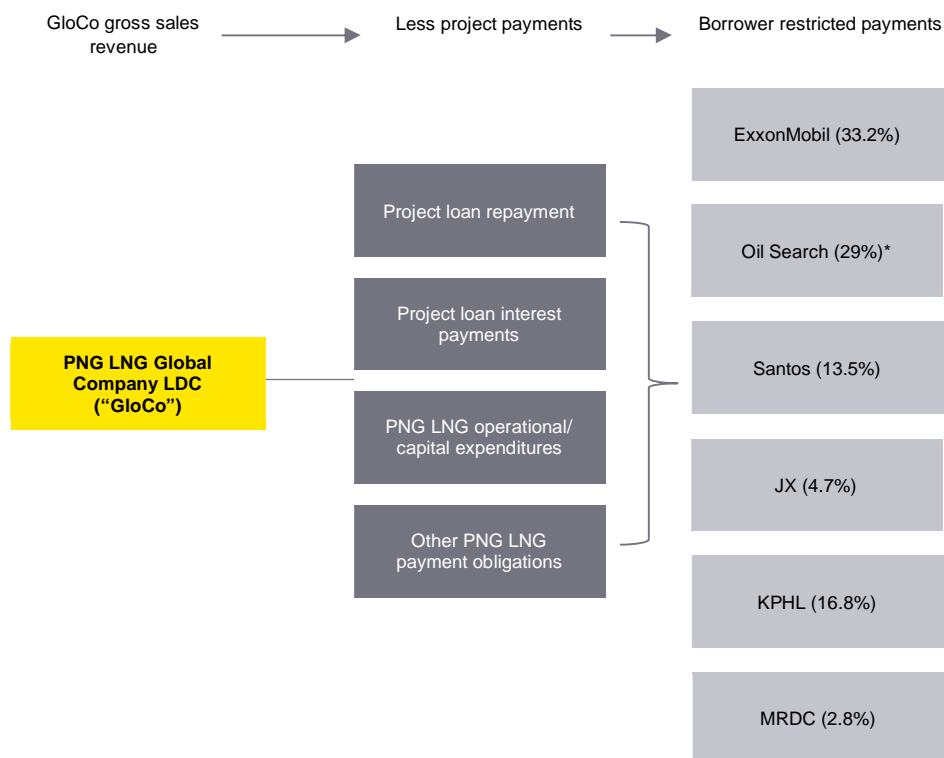 GloCo gross sales
revenue
Less project payments
Borrower restricted payments
ExxonMobil (33.2%)
Project loan repayment
Oil Search (29%)*
Project loan interest
payments
PNG LNG Global
Company LDC
(“GloCo”)
Santos (13.5%)
PNG LNG operational/
capital expenditures
JX (4.7%)
Other PNG LNG
payment obligations
KPHL (16.8%)
MRDC (2.8%)